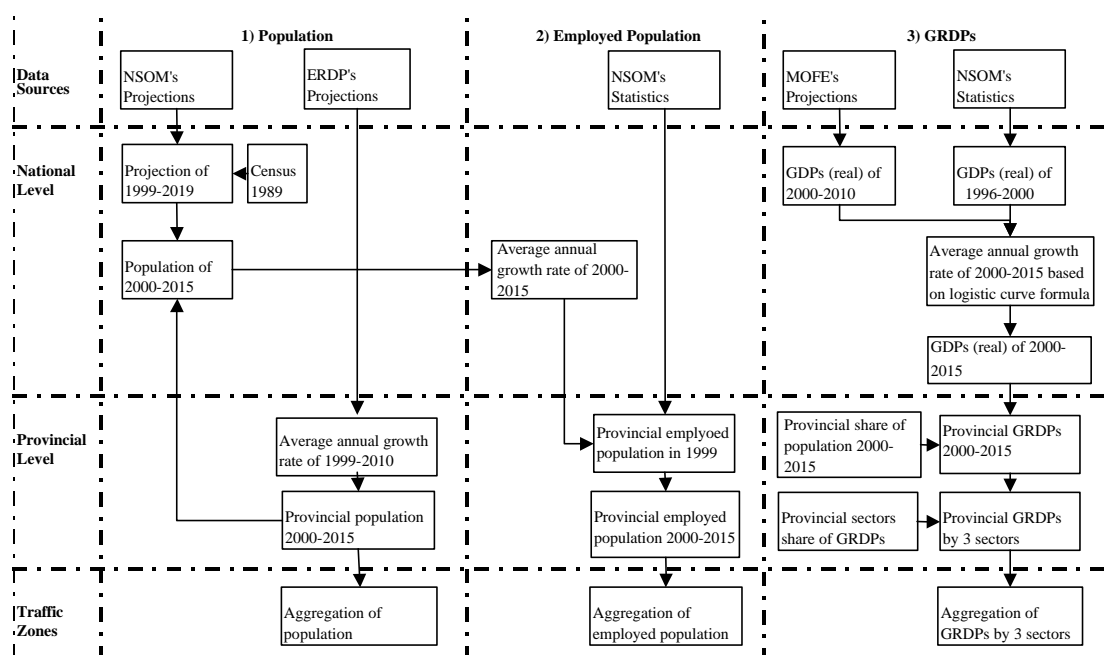 1) Population
2) Employed Population
3) GRDPs
Data
Sources
NSOM's
Projections
ERDP's
Projections
NSOM's
Statistics
MOFE's
Projections
NSOM's
Statistics
National
Level
Projection of
1999-2019
Census
1989
GDPs (real) of
2000-2010
GDPs (real) of
1996-2000
Population of
2000-2015
Average annual
growth rate of 2000-
2015
Average annual growth
rate of 2000-2015 based
on logistic curve formula
GDPs (real) of 2000-
2015
Provincial
Level
Average annual growth
rate of 1999-2010
Provincial emplyoed
population in 1999
Provincial share of
population 2000-
2015
Provincial GRDPs
2000-2015
Provincial population
2000-2015
Provincial employed
population 2000-2015
Provincial sectors
share of GRDPs
Provincial GRDPs
by 3 sectors
Traffic
Zones
Aggregation of
population
Aggregation of
employed population
Aggregation of
GRDPs by 3 sectors